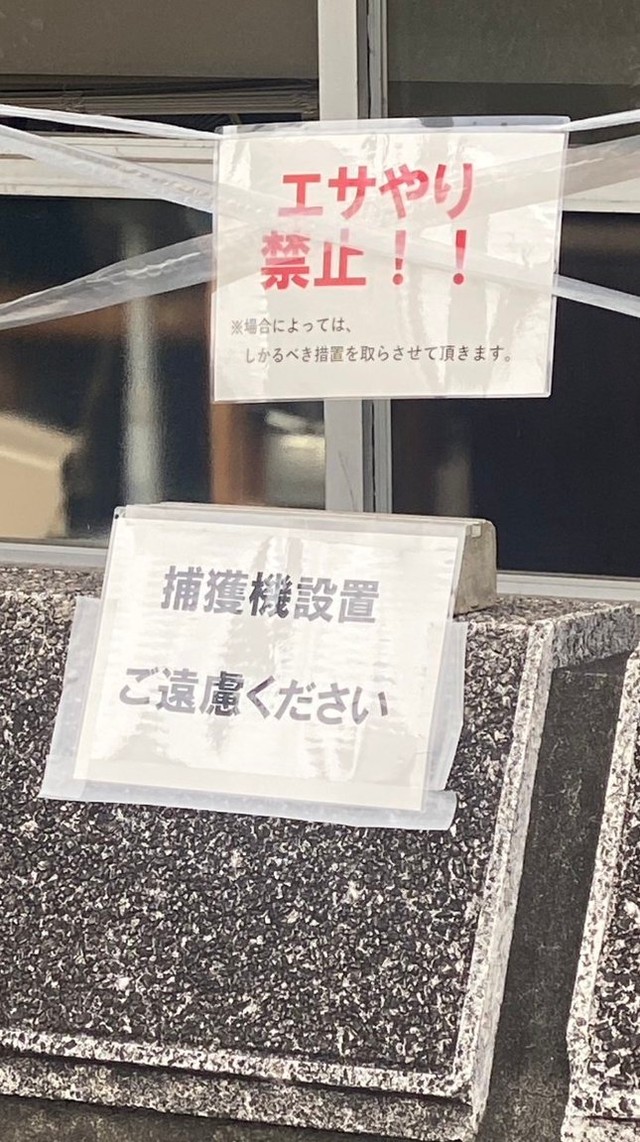 エサやり
禁止！！
※場合によっては、
しかるべき措置を取らさせて頂きます。
捕獲機設置
ご遠慮ください